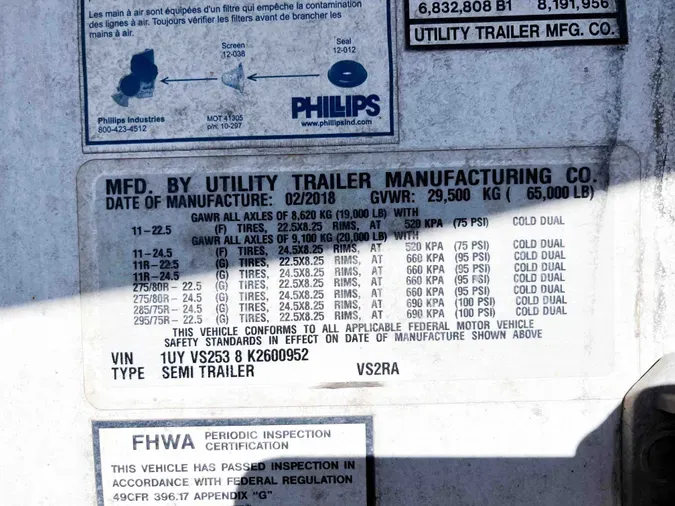 Les main à air sont équipées d'un filtre qui empêche la contamination
des lignes à air. Toujours vérifier les filters avant de brancher les
mains à air.
Screen
12-038
Seal
12-012
Phillips Industries
800-423-4512
MOT 41305
p/n: 10-297
PHILLIPS
www.phillipsind.com
6,832,808 B1 8,191,956
UTILITY TRAILER MFG. CO.
MFD. BY UTILITY TRAILER MANUFACTURING CO.
DATE OF MANUFACTURE: 02/2018 GVWR: 29,500 KG ( 65,000 LB)
GAWR ALL AXLES OF 8,620 KG (19,000 LB) WITH
11-22.5 (F) TIRES, 22.5X8.25 RIMS, AT 520 KPA (75 PSI) COLD DUAL
GAWR ALL AXLES OF 9,100 KG (20,000 LB) WITH
11-24.5 (F) TIRES, 24.5X8.25 RIMS, AT 520 KPA (75 PSI) COLD DUAL
11R-22.5 (G) TIRES, 22.5X8.25 RIMS, AT 660 KPA (95 PSI) COLD DUAL
11R-24.5 (G) TIRES, 24.5X8.25 RIMS, AT 660 KPA (95 PSI) COLD DUAL
275/80R-22.5 (G) TIRES, 22.5X8.25 RIMS, AT 660 KPA (95 PSI) COLD DUAL
275/80R-24.5 (G) TIRES, 24.5X8.25 RIMS, AT 660 KPA (95 PSI) COLD DUAL
285/75R-24.5 (G) TIRES, 24.5X8.25 RIMS, AT 690 KPA (100 PSI) COLD DUAL
295/75R-22.5 (G) TIRES, 22.5X8.25 RIMS, AT 690 KPA (100 PSI) COLD DUAL
THIS VEHICLE CONFORMS TO ALL APPLICABLE FEDERAL MOTOR VEHICLE
SAFETY STANDARDS IN EFFECT ON DATE OF MANUFACTURE SHOWN ABOVE
VIN 1UY VS253 8 K2600952
TYPE SEMI TRAILER VS2RA
FHWA PERIODIC INSPECTION
CERTIFICATION
THIS VEHICLE HAS PASSED INSPECTION IN
ACCORDANCE WITH FEDERAL REGULATION
49CFR 396.17 APPENDIX "G"